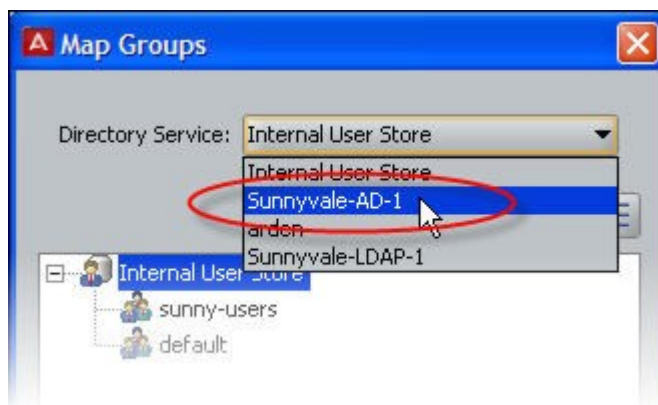 Map Groups
Directory Service: Internal User Store
Internal User Store
Sunnyvale-AD-1
arden
Sunnyvale-LDAP-1
Internal User Store
sunny-users
default